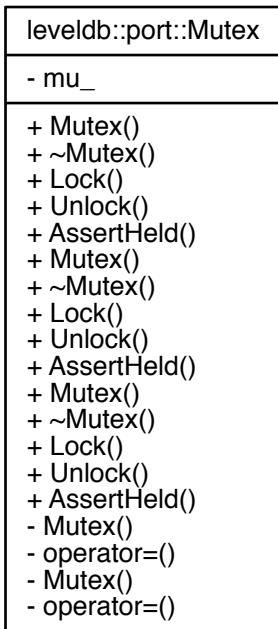 leveldb::port::Mutex
- mu_
+ Mutex()
+ ~Mutex()
+ Lock()
+ Unlock()
+ AssertHeld()
+ Mutex()
+ ~Mutex()
+ Lock()
+ Unlock()
+ AssertHeld()
+ Mutex()
+ ~Mutex()
+ Lock()
+ Unlock()
+ AssertHeld()
- Mutex()
- operator=()
- Mutex()
- operator=()